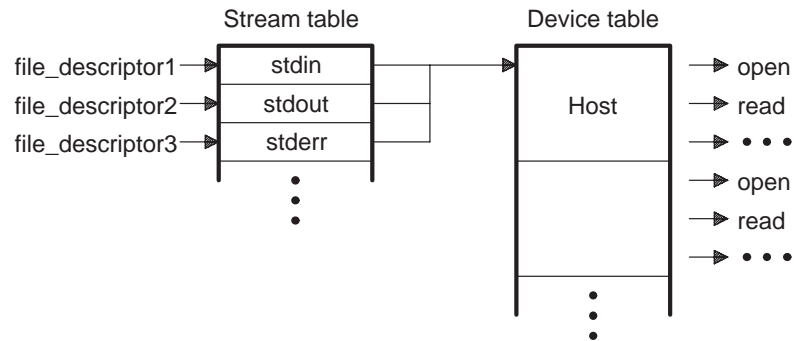 Stream table
Device table
file_descriptor1
stdin
file_descriptor2
stdout
file_descriptor3
stderr
Host
open
read
open
read